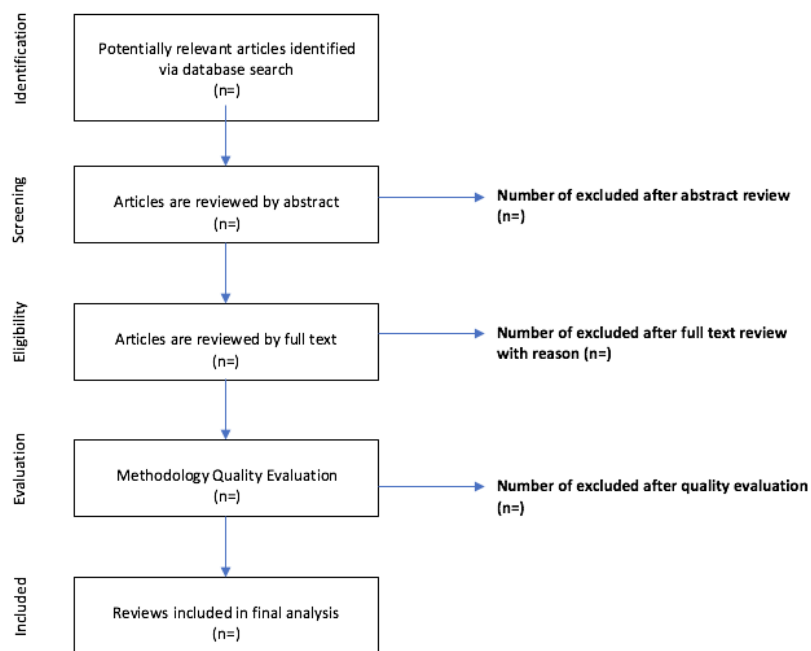 Identification
Potentially relevant articles identified
via database search
(n=)
Screening
Articles are reviewed by abstract
(n=)
Number of excluded after abstract review
(n=)
Eligibility
Articles are reviewed by full text
(n=)
Number of excluded after full text review
with reason (n=)
Evaluation
Methodology Quality Evaluation
(n=)
Number of excluded after quality evaluation
(n=)
Included
Reviews included in final analysis
(n=)